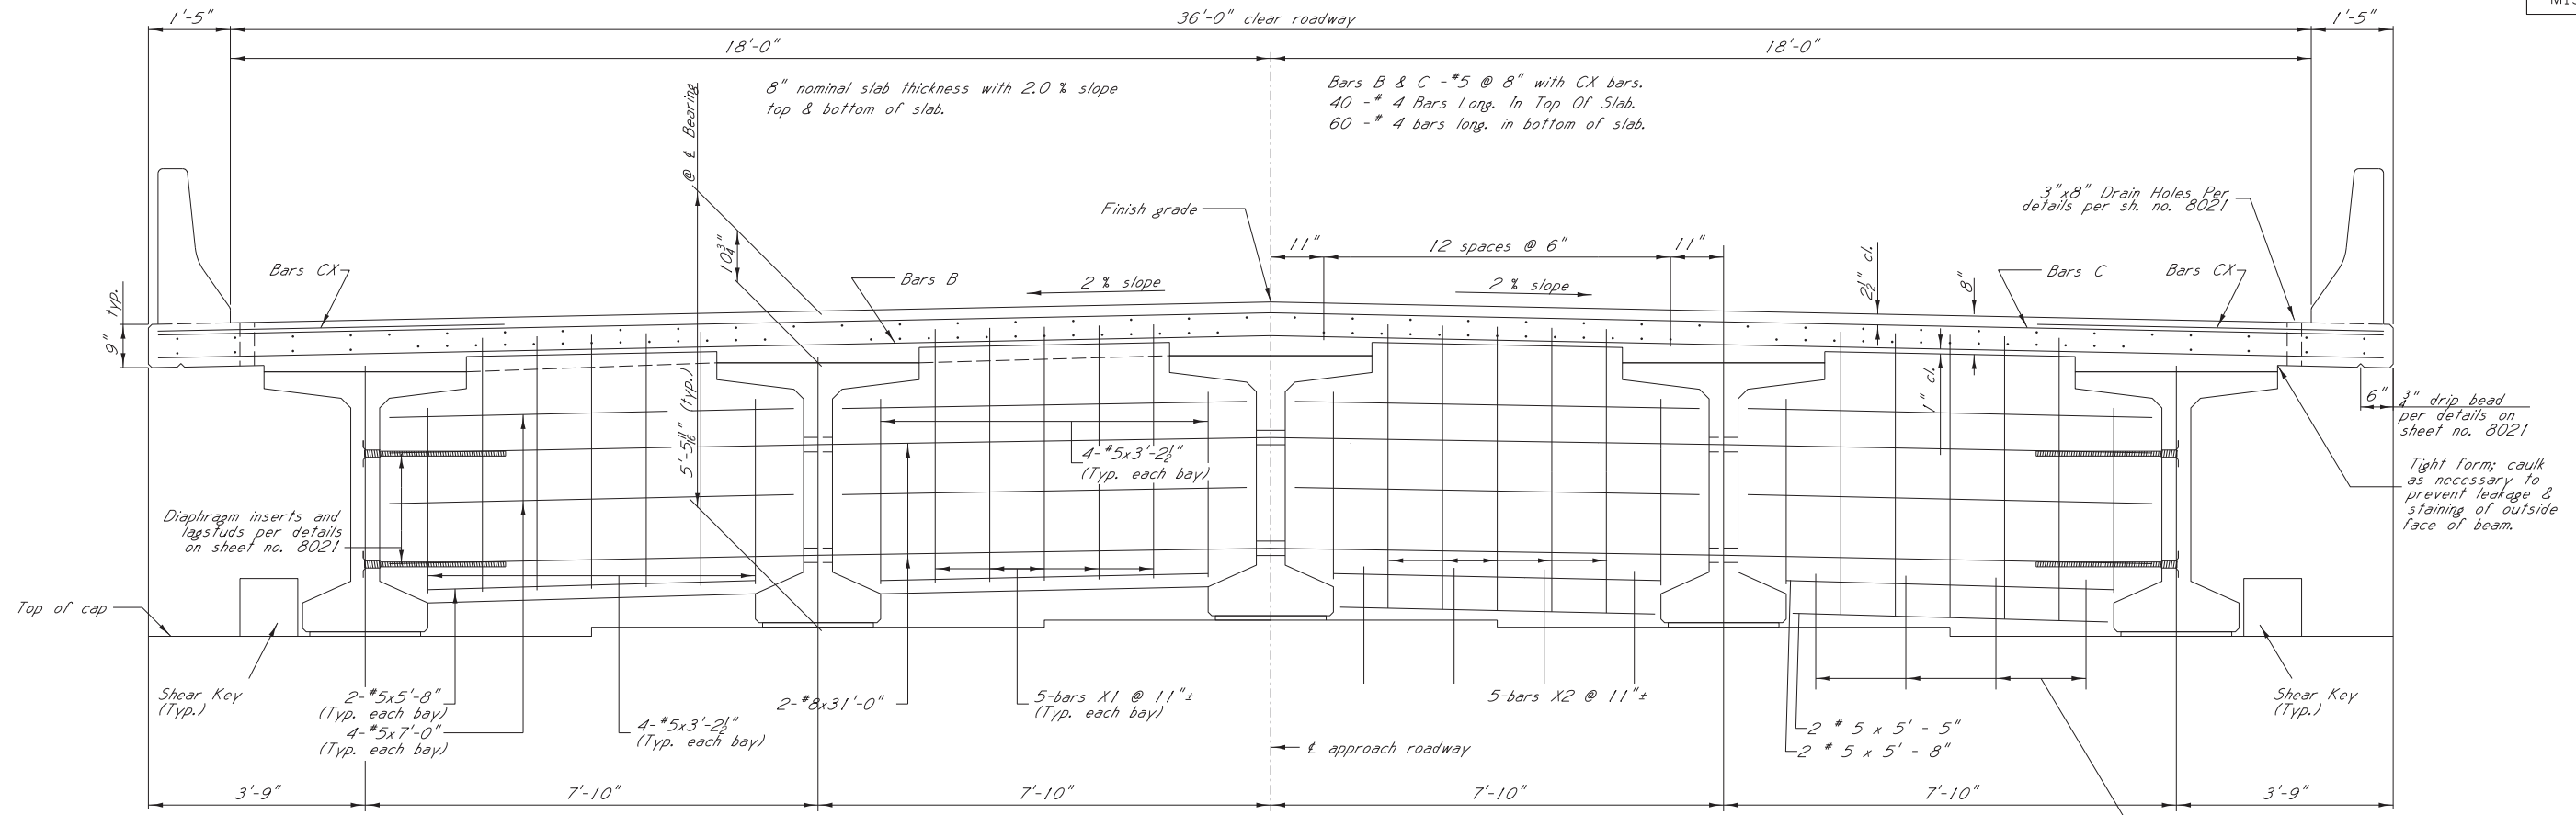 MIS
1'-5"
36'-0" clear roadway
1'-5"
18'-0"
18'-0"
8" nominal slab thickness with 2.0 % slope
top & bottom of slab.
Bars B & C -#5 @ 8" with CX bars.
40 -# 4 Bars Long. In Top Of Slab.
60 -# 4 bars long. in bottom of slab.
@ ℄ Bearing
3"x8" Drain Holes Per
details per sh. no. 8021
Finish grade
10 3/4"
11"
12 spaces @ 6"
11"
2 1/2" cl.
8"
Bars CX
Bars B
2 % slope
2 % slope
Bars C
Bars CX
9" typ.
5'-5 11/16" (typ.)
1" cl.
6"
3/4" drip bead
per details on
sheet no. 8021
4-#5x3'-2 1/2"
(Typ. each bay)
Tight form; caulk
as necessary to
prevent leakage &
staining of outside
face of beam.
Diaphragm inserts and
lagstuds per details
on sheet no. 8021
Top of cap
Shear Key
(Typ.)
2-#5x5'-8"
(Typ. each bay)
4-#5x7'-0"
(Typ. each bay)
4-#5x3'-2 1/2"
(Typ. each bay)
2-#8x31'-0"
5-bars X1 @ 11"±
(Typ. each bay)
5-bars X2 @ 11"±
2 # 5 x 5' - 5"
2 # 5 x 5' - 8"
Shear Key
(Typ.)
℄ approach roadway
3'-9"
7'-10"
7'-10"
7'-10"
7'-10"
3'-9"